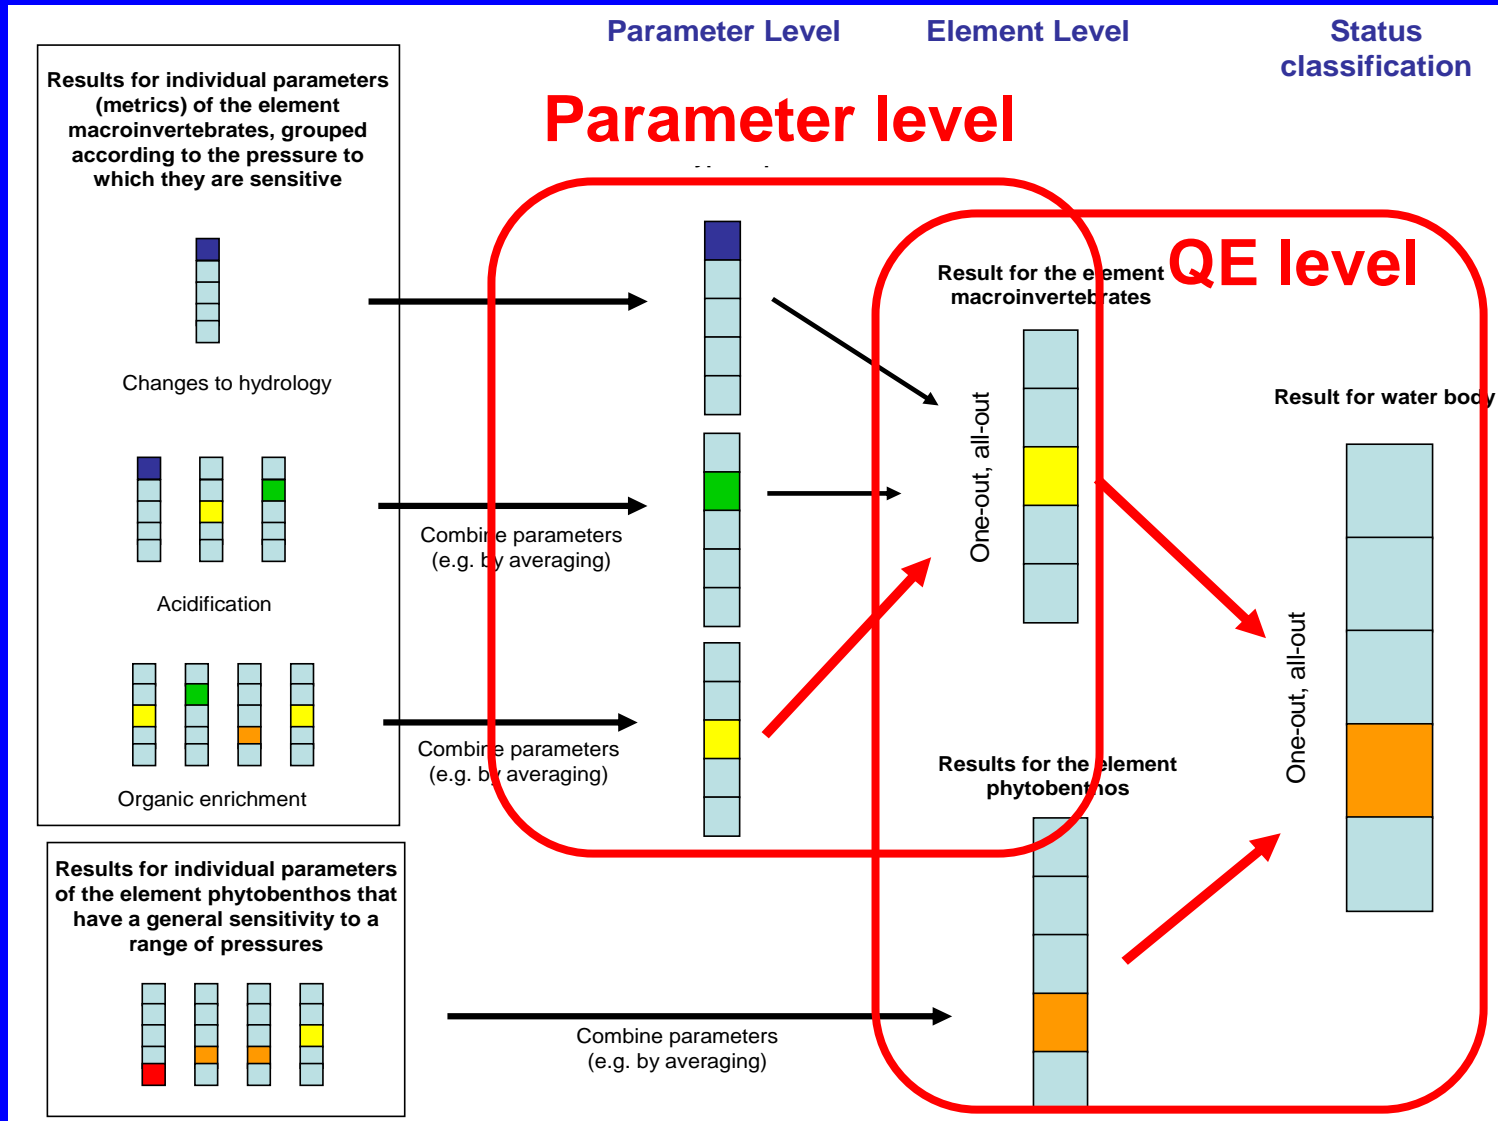 Parameter Level
Element Level
Status
classification
Results for individual parameters
(metrics) of the element
macroinvertebrates, grouped
according to the pressure to
which they are sensitive
Parameter level
QE level
Changes to hydrology
Acidification
Organic enrichment
Combine parameters
(e.g. by averaging)
Combine parameters
(e.g. by averaging)
Result for the element
macroinvertebrates
One-out, all-out
Result for water body
One-out, all-out
Results for the element
phytobenthos
Results for individual parameters
of the element phytobenthos that
have a general sensitivity to a
range of pressures
Combine parameters
(e.g. by averaging)